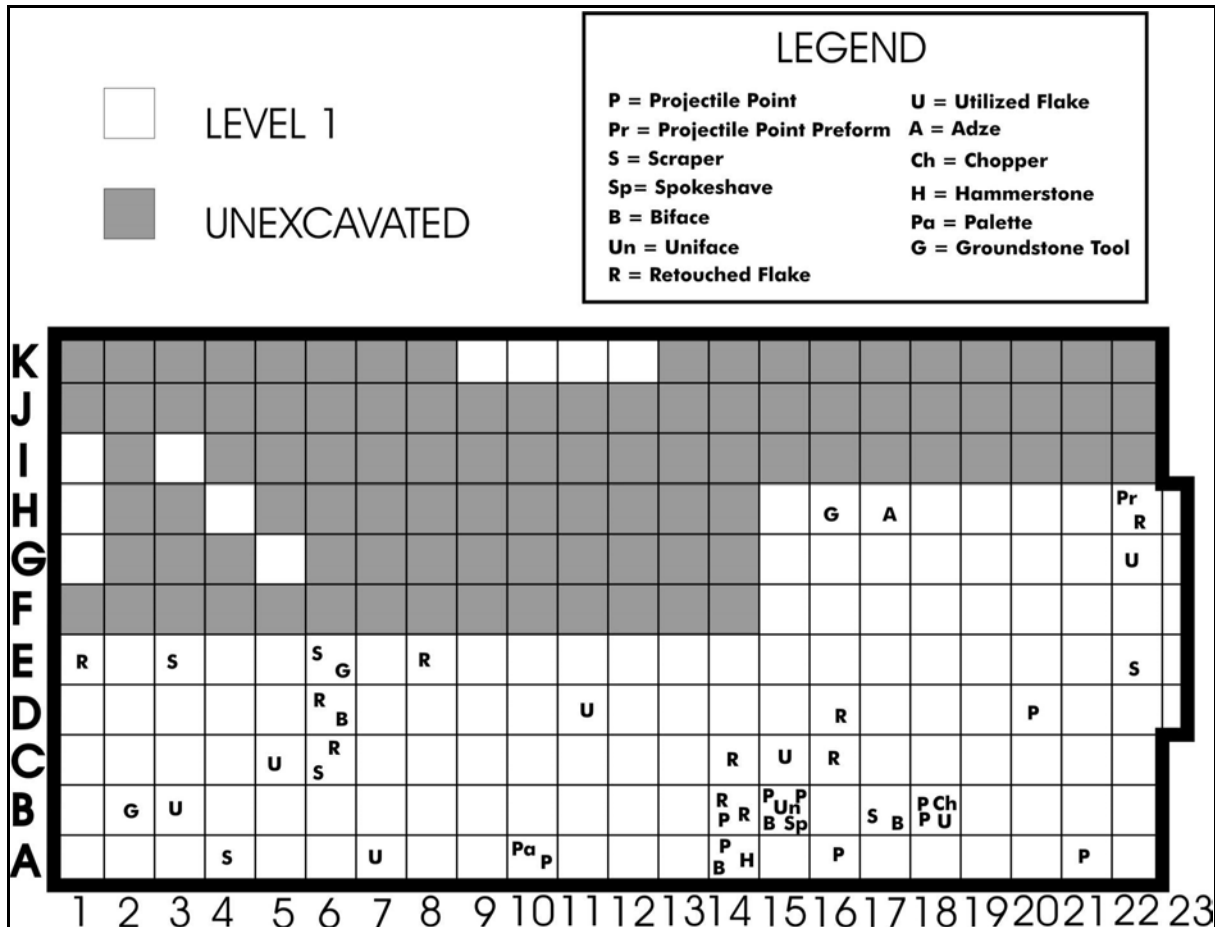 LEGEND
LEVEL 1
UNEXCAVATED
P = Projectile Point
Pr = Projectile Point Preform
S = Scraper
Sp= Spokeshave
B = Biface
Un = Uniface
R = Retouched Flake
U = Utilized Flake
A = Adze
Ch = Chopper
H = Hammerstone
Pa = Palette
G = Groundstone Tool
K
J
I
H G A Pr
R
G U
F
E R S S G R S
D R B U R P
C U S R R U R
B G U R P R P Un P B Sp S B P Ch P U
A S U Pa P P B H P P
1 2 3 4 5 6 7 8 9 10 11 12 13 14 15 16 17 18 19 20 21 22 23